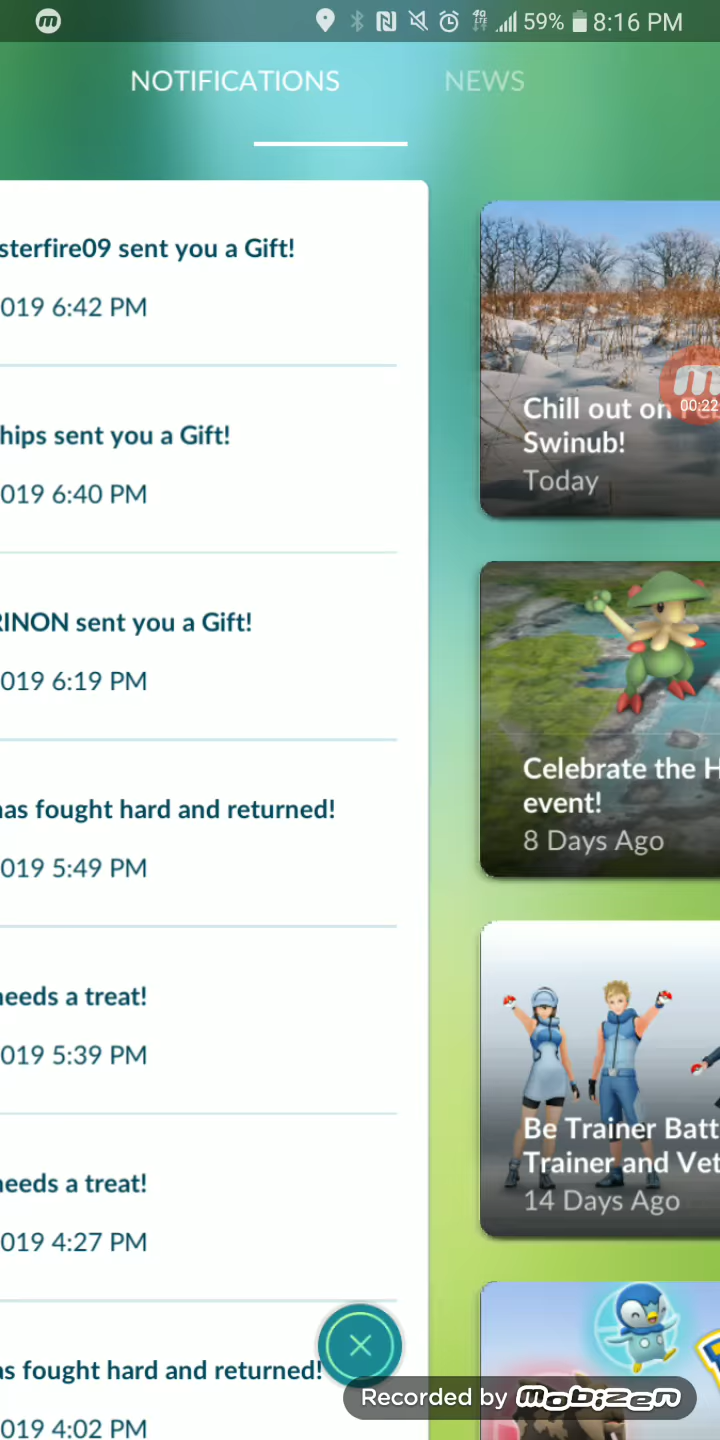 59% 8:16 PM
NOTIFICATIONS NEWS
sterfire09 sent you a Gift!
019 6:42 PM
hips sent you a Gift!
019 6:40 PM
RINON sent you a Gift!
019 6:19 PM
has fought hard and returned!
019 5:49 PM
needs a treat!
019 5:39 PM
needs a treat!
019 4:27 PM
as fought hard and returned!
019 4:02 PM
Chill out on
Swinub!
Today
00:22
Celebrate the H
event!
8 Days Ago
Be Trainer Batt
Trainer and Vet
14 Days Ago
Recorded by mobizen